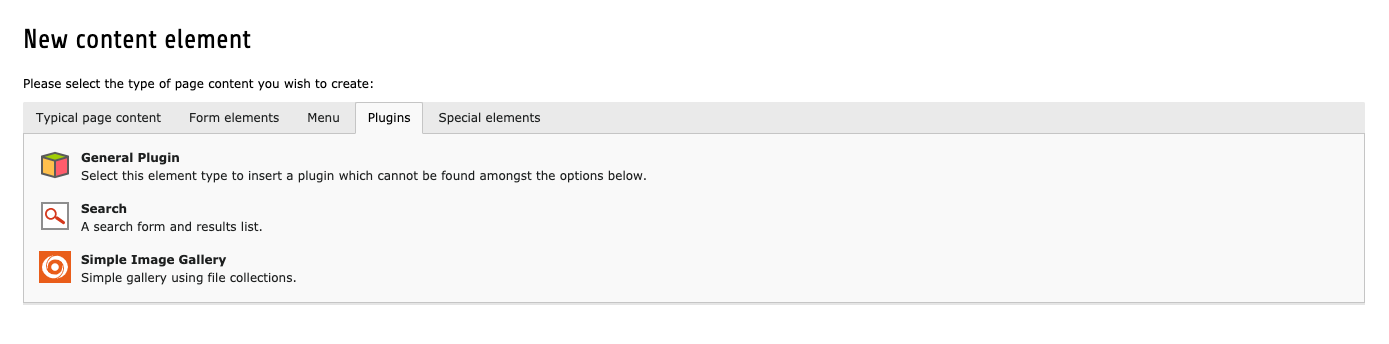 New content element
Please select the type of page content you wish to create:
Typical page content Form elements Menu Plugins Special elements
General Plugin
Select this element type to insert a plugin which cannot be found amongst the options below.
Search
A search form and results list.
Simple Image Gallery
Simple gallery using file collections.